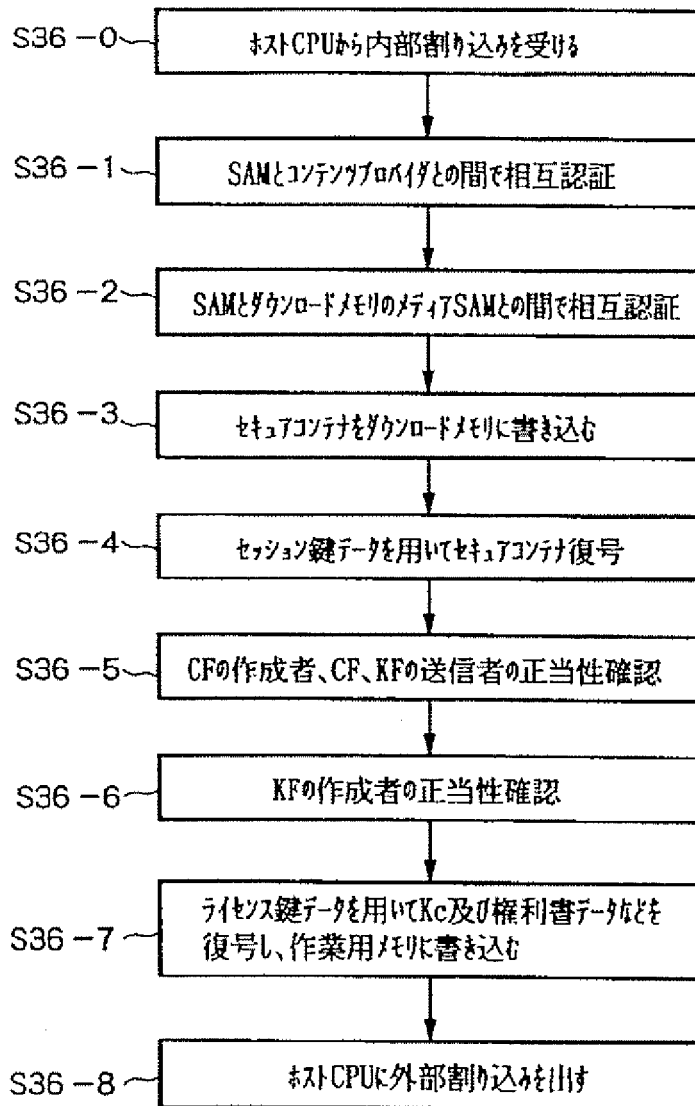 S36-0 ホストCPUから内部割り込みを受ける
S36-1 SAMとコンテンツプロバイダとの間で相互認証
S36-2 SAMとダウンロードメモリのメディアSAMとの間で相互認証
S36-3 セキュアコンテナをダウンロードメモリに書き込む
S36-4 セッション鍵データを用いてセキュアコンテナ復号
S36-5 CFの作成者、CF、KFの送信者の正当性確認
S36-6 KFの作成者の正当性確認
S36-7 ライセンス鍵データを用いてKc及び権利書データなどを
復号し、作業用メモリに書き込む
S36-8 ホストCPUに外部割り込みを出す